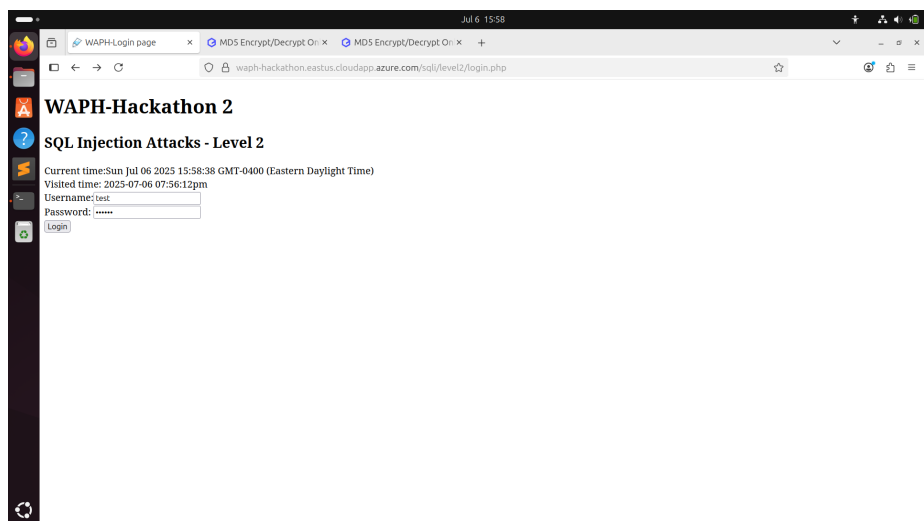 Jul 6 15:58
WAPH-Login page
MD5 Encrypt/Decrypt On
MD5 Encrypt/Decrypt On
waph-hackathon.eastus.cloudapp.azure.com/sqli/level2/login.php
WAPH-Hackathon 2
SQL Injection Attacks - Level 2
Current time:Sun Jul 06 2025 15:58:38 GMT-0400 (Eastern Daylight Time)
Visited time: 2025-07-06 07:56:12pm
Username: test
Password: ••••••
Login